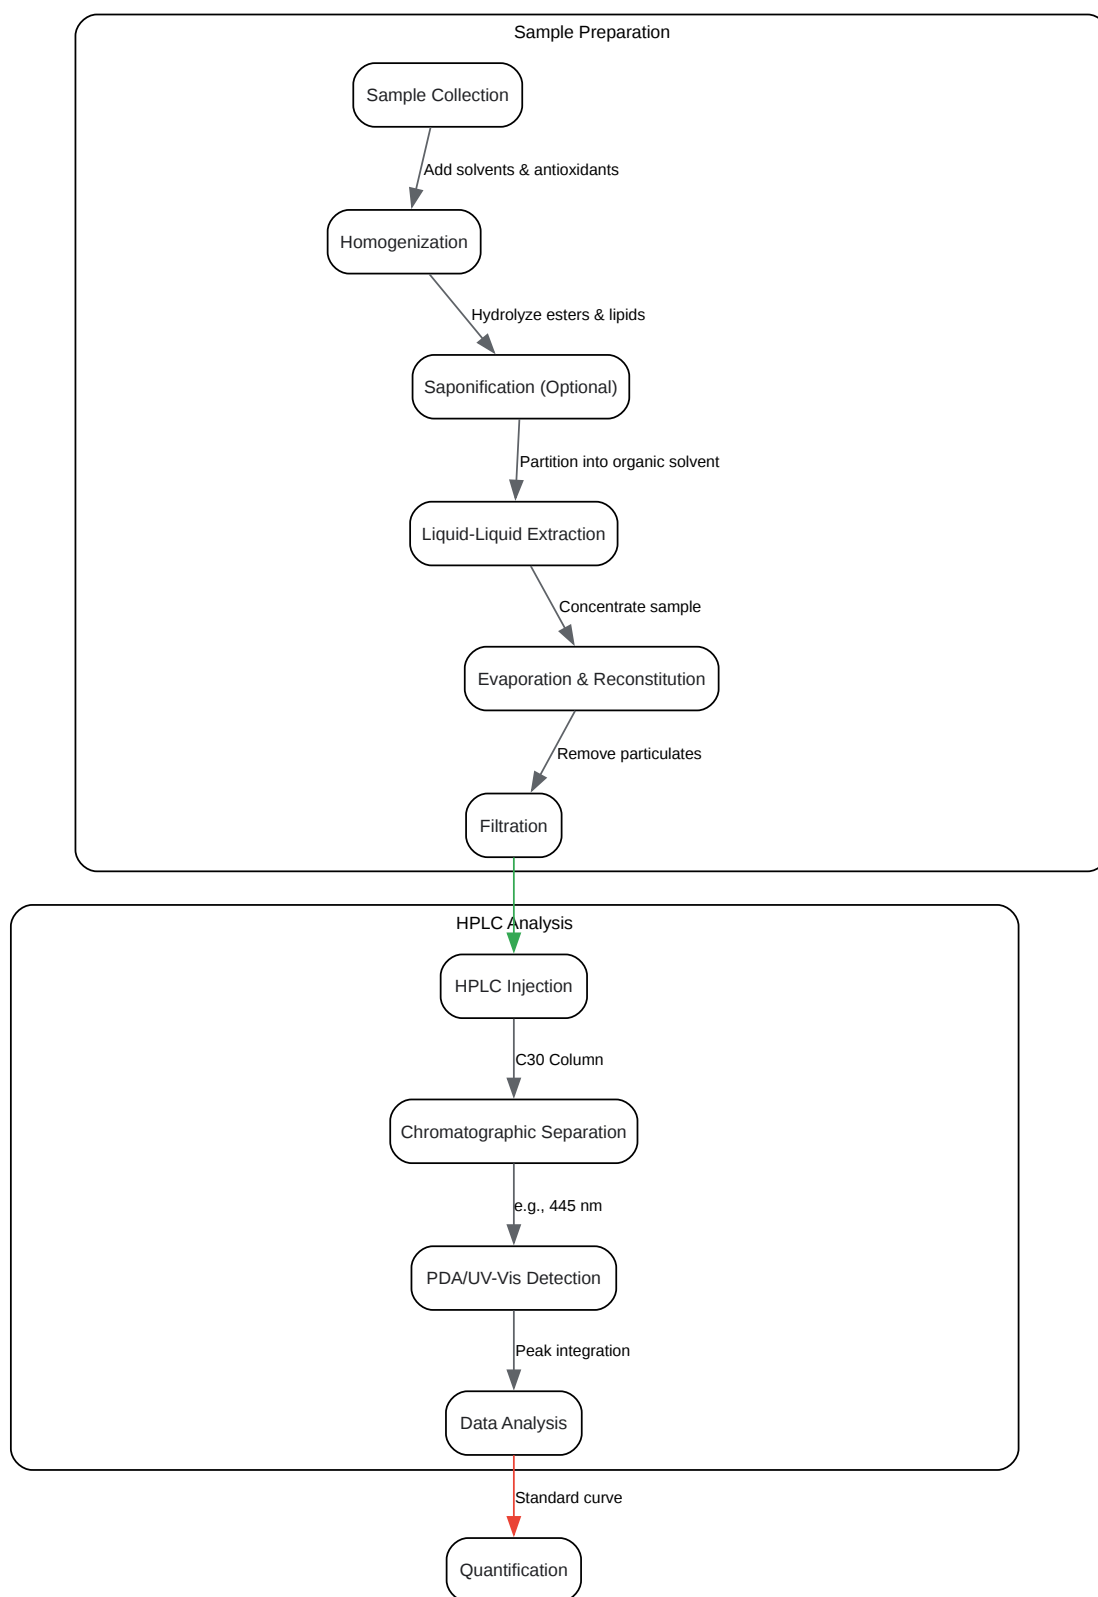 Sample Preparation
Sample Collection
Add solvents & antioxidants
Homogenization
Hydrolyze esters & lipids
Saponification (Optional)
Partition into organic solvent
Liquid-Liquid Extraction
Concentrate sample
Evaporation & Reconstitution
Remove particulates
Filtration
HPLC Analysis
HPLC Injection
C30 Column
Chromatographic Separation
e.g., 445 nm
PDA/UV-Vis Detection
Peak integration
Data Analysis
Standard curve
Quantification